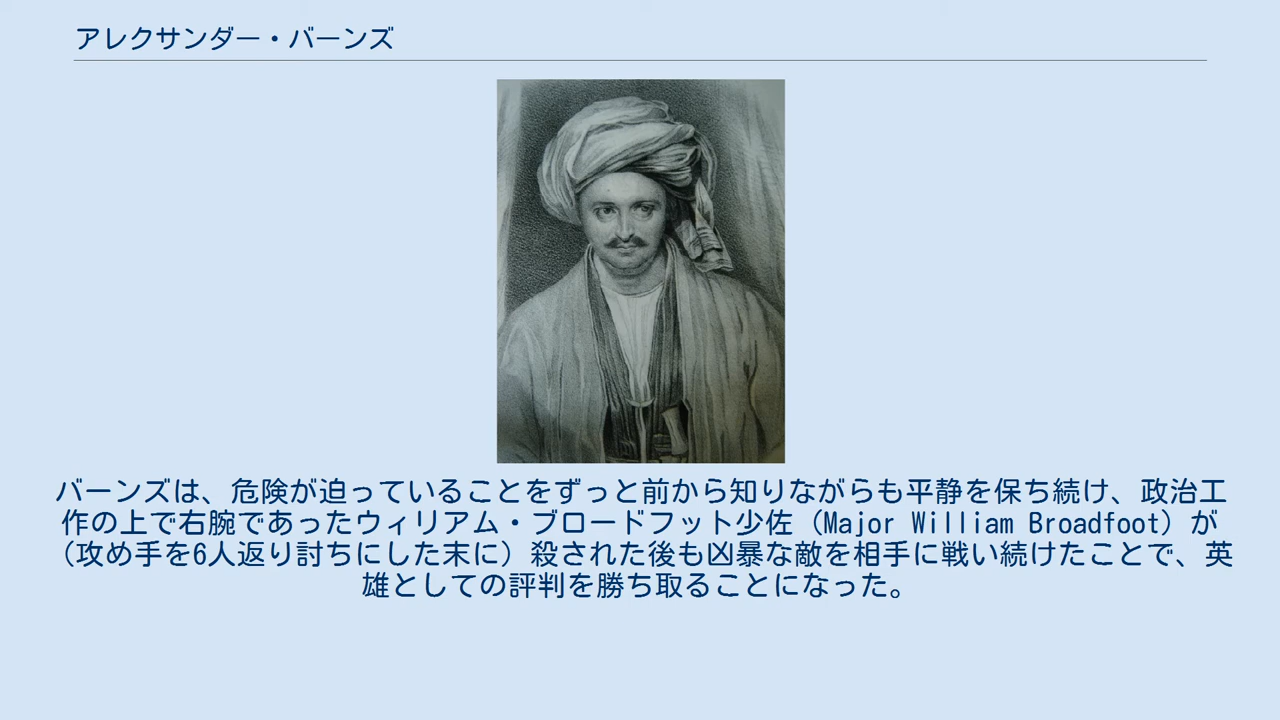 アレクサンダー・バーンズ
バーンズは、危険が迫っていることをずっと前から知りながらも平静を保ち続け、政治工
作の上で右腕であったウィリアム・ブロードフット少佐（Major William Broadfoot）が
（攻め手を6人返り討ちにした末に）殺された後も凶暴な敵を相手に戦い続けたことで、英
雄としての評判を勝ち取ることになった。